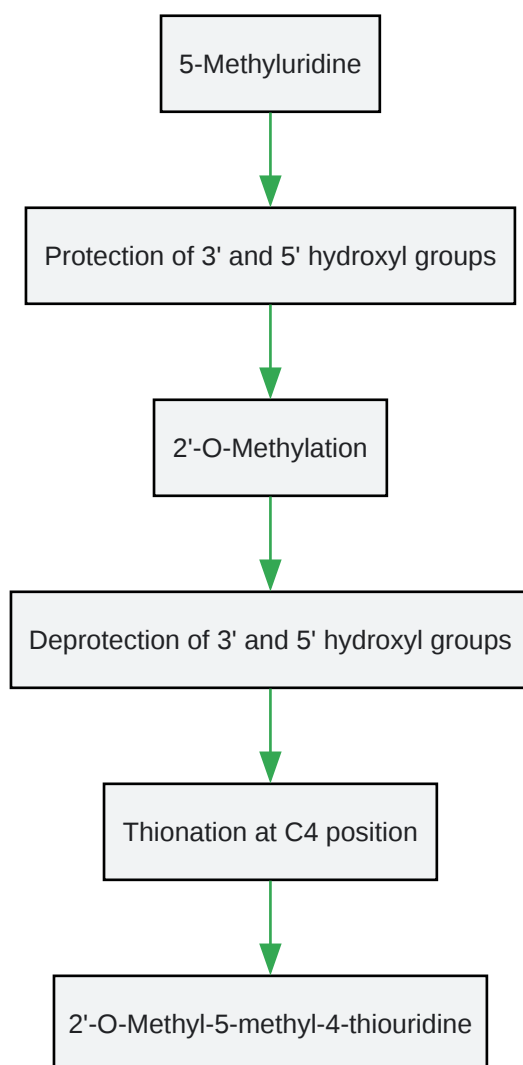 5-Methyluridine
Protection of 3' and 5' hydroxyl groups
2'-O-Methylation
Deprotection of 3' and 5' hydroxyl groups
Thionation at C4 position
2'-O-Methyl-5-methyl-4-thiouridine